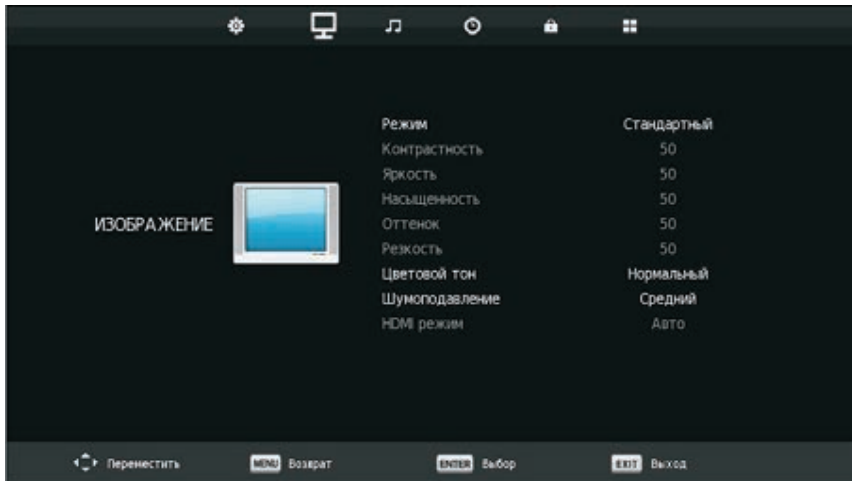 Режим Стандартный
Контрастность 50
Яркость 50
Насыщенность 50
ИЗОБРАЖЕНИЕ
Оттенок 50
Резкость 50
Цветовой тон Нормальный
Шумоподавление Средний
HDMI режим Авто
Переместить MENU Возврат ENTER Выбор EXIT Выход